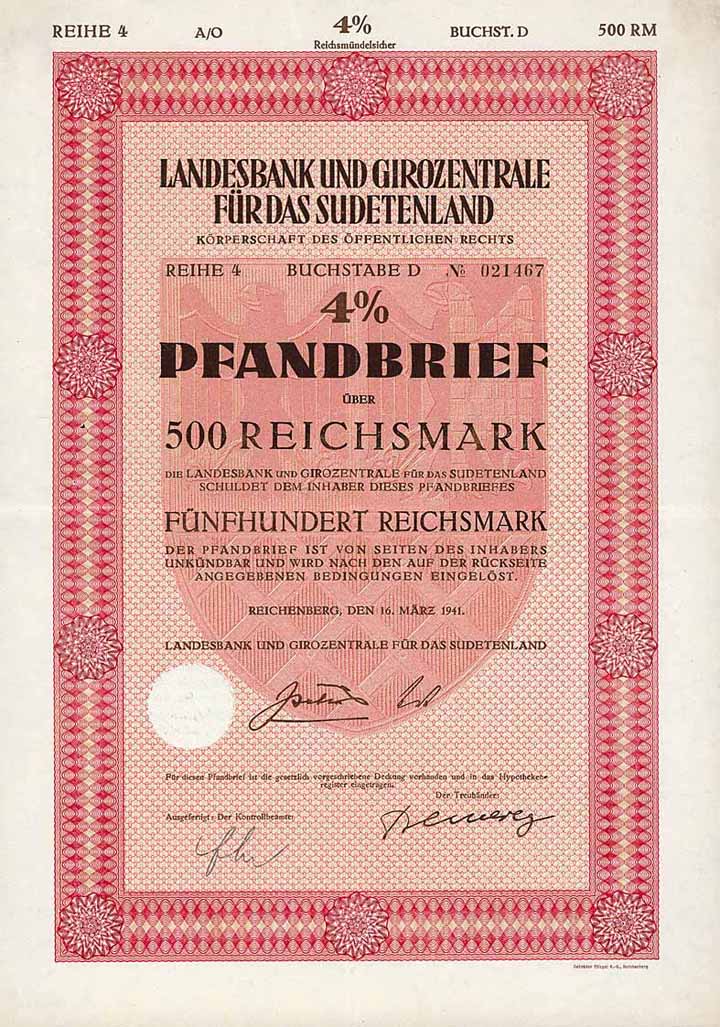 REIHE 4 A/O 4% BUCHST. D 500 RM
Reichsmündelsicher
LANDESBANK UND GIROZENTRALE
FÜR DAS SUDETENLAND
KÖRPERSCHAFT DES ÖFFENTLICHEN RECHTS
REIHE 4 BUCHSTABE D № 021467
4%
PFANDBRIEF
ÜBER
500 REICHSMARK
DIE LANDESBANK UND GIROZENTRALE FÜR DAS SUDETENLAND
SCHULDET DEM INHABER DIESES PFANDBRIEFES
FÜNFHUNDERT REICHSMARK
DER PFANDBRIEF IST VON SEITEN DES INHABERS
UNKÜNDBAR UND WIRD NACH DEN AUF DER RÜCKSEITE
ANGEGEBENEN BEDINGUNGEN EINGELÖST.
REICHENBERG, DEN 16. MÄRZ 1941.
LANDESBANK UND GIROZENTRALE FÜR DAS SUDETENLAND
Für diesen Pfandbrief ist die gesetzlich vorgeschriebene Deckung vorhanden und in das Hypotheken-
register eingetragen.
Der Treuhänder:
Ausgefertigt: Der Kontrollbeamte:
Reichenberg